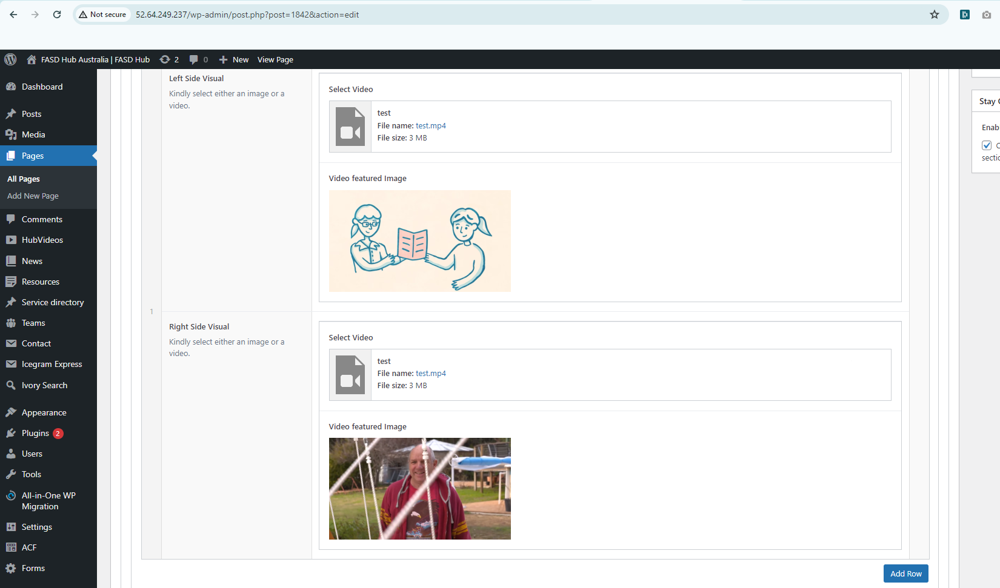 Not secure 52.64.249.237/wp-admin/post.php?post=1842&action=edit
FASD Hub Australia | FASD Hub 2 0 New View Page
Dashboard
Posts
Media
Pages
All Pages
Add New Page
Comments
HubVideos
News
Resources
Service directory
Teams
Contact
Icegram Express
Ivory Search
Appearance
Plugins 2
Users
Tools
All-in-One WP
Migration
Settings
ACF
Forms
1
Left Side Visual
Kindly select either an image or a
video.
Select Video
test
File name: test.mp4
File size: 3 MB
Video featured Image
Right Side Visual
Kindly select either an image or a
video.
Select Video
test
File name: test.mp4
File size: 3 MB
Video featured Image
Add Row
Stay
Enab
sectio